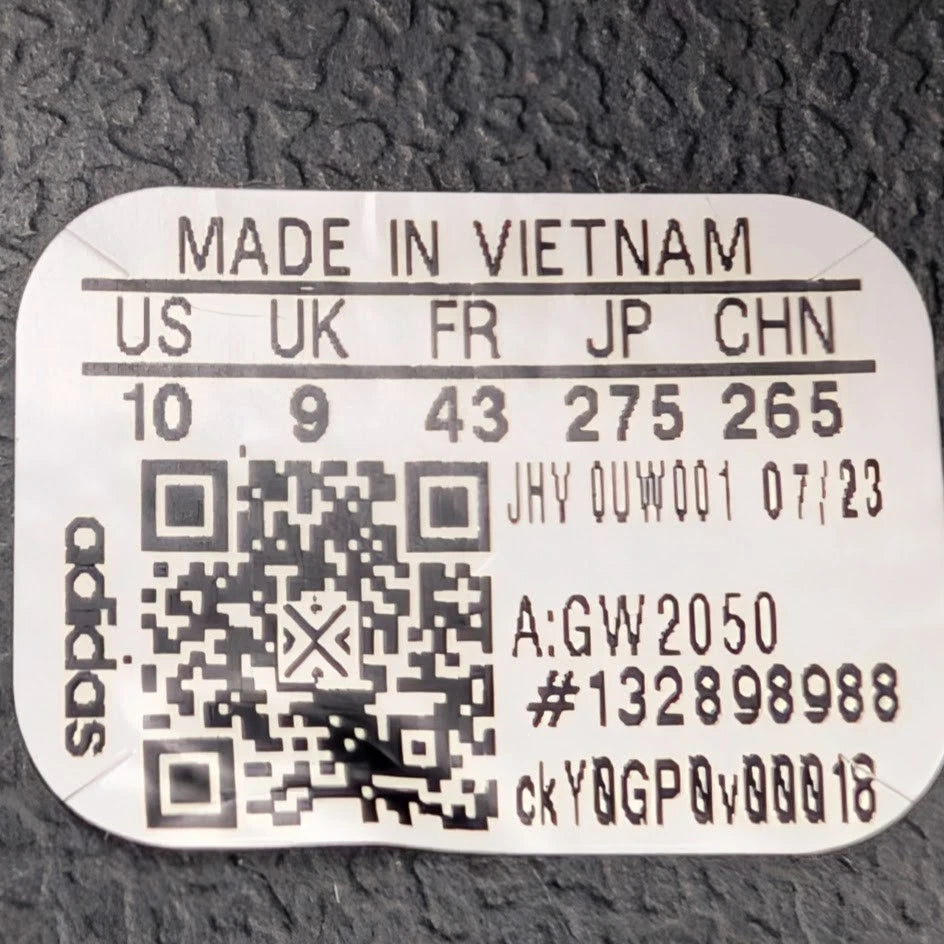 MADE IN VIETNAM
US UK FR JP CHN
10 9 43 275 265
JHY 0UW001 07/23
adidas
A:GW2050
#132898988
ckY0GP0v00018